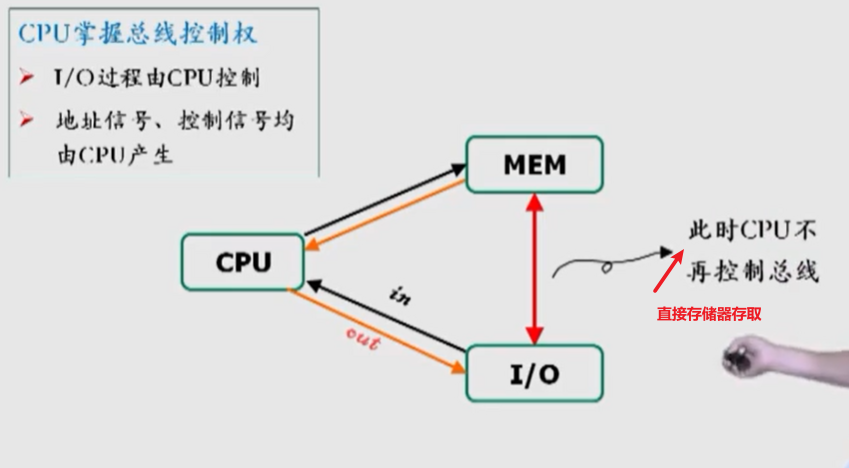 CPU掌握总线控制权
I/O过程由CPU控制
地址信号、控制信号均
由CPU产生
MEM
CPU
此时CPU不
再控制总线
in
out
直接存储器存取
I/O